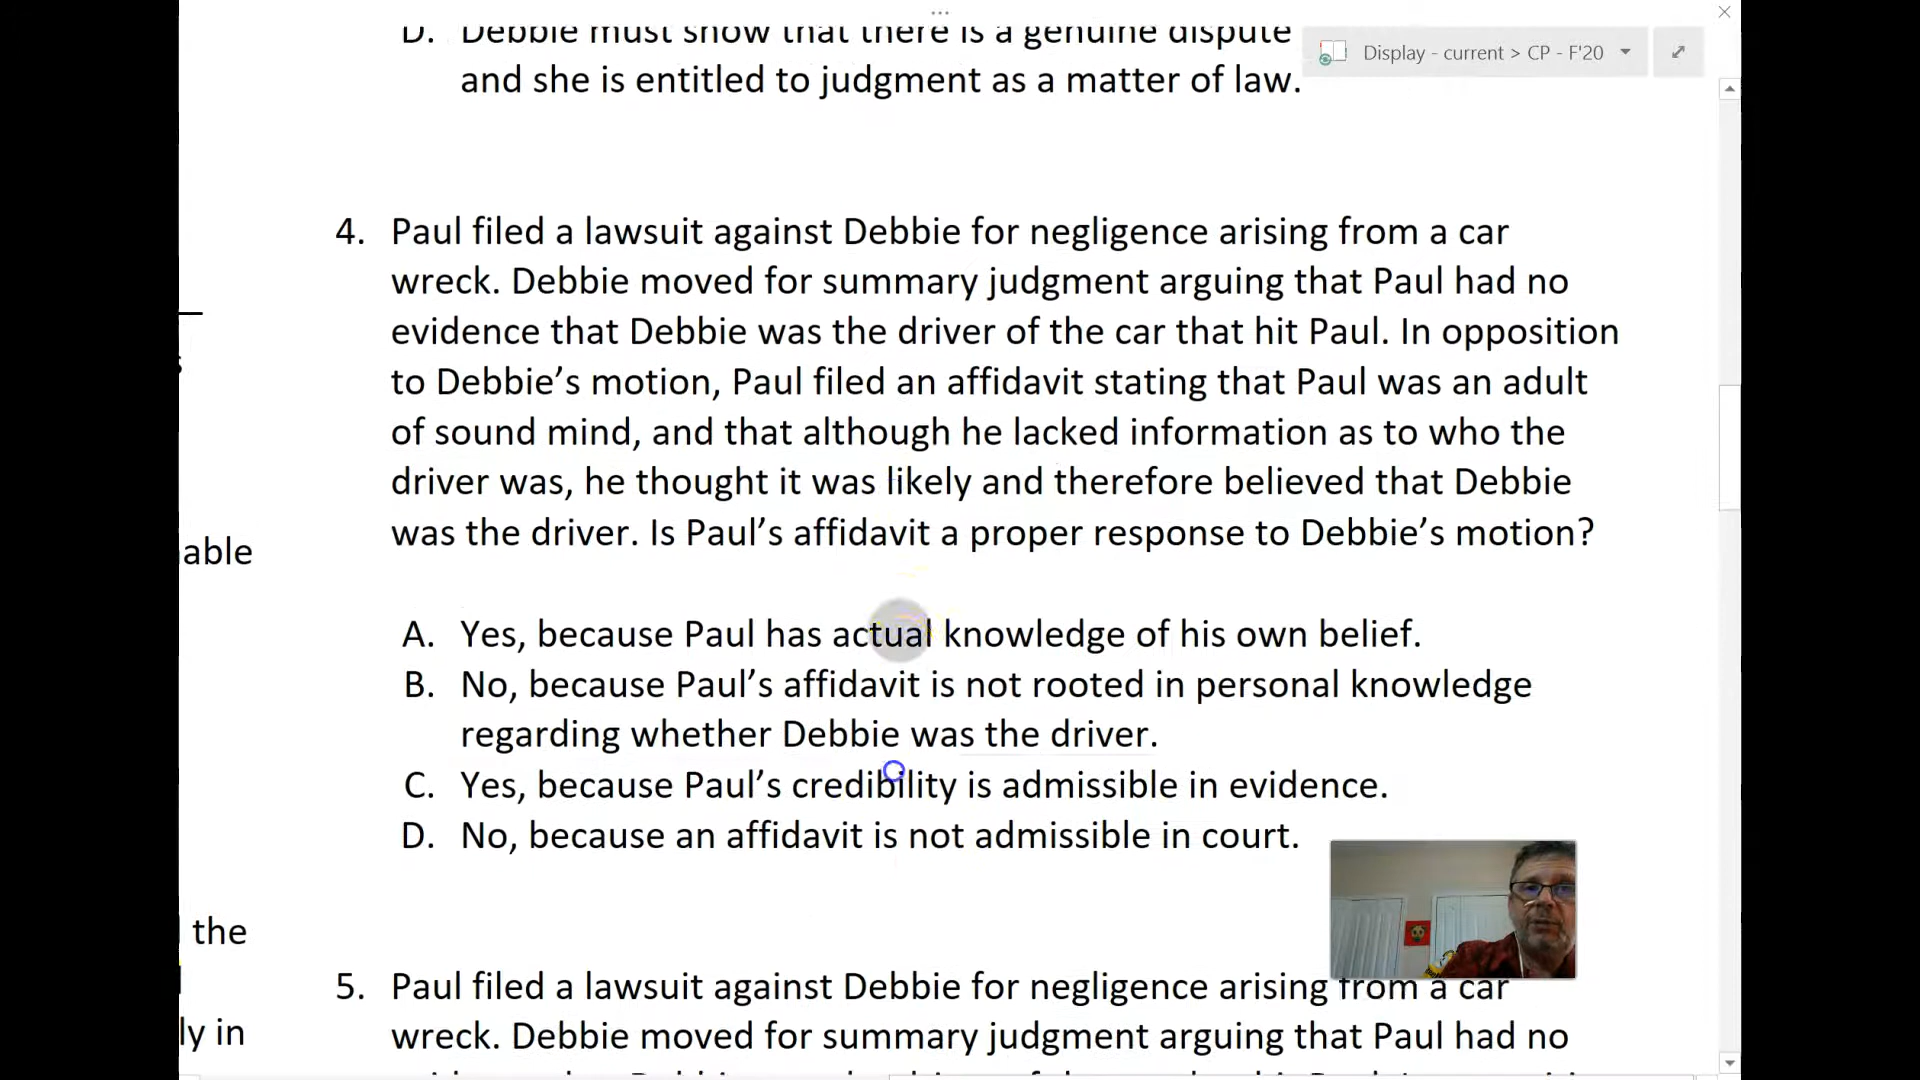 D. Debbie must show that there is a genuine dispute
and she is entitled to judgment as a matter of law.
Display - current > CP - F'20
4. Paul filed a lawsuit against Debbie for negligence arising from a car
wreck. Debbie moved for summary judgment arguing that Paul had no
evidence that Debbie was the driver of the car that hit Paul. In opposition
to Debbie’s motion, Paul filed an affidavit stating that Paul was an adult
of sound mind, and that although he lacked information as to who the
driver was, he thought it was likely and therefore believed that Debbie
was the driver. Is Paul’s affidavit a proper response to Debbie’s motion?
able
A. Yes, because Paul has actual knowledge of his own belief.
B. No, because Paul’s affidavit is not rooted in personal knowledge
regarding whether Debbie was the driver.
C. Yes, because Paul’s credibility is admissible in evidence.
D. No, because an affidavit is not admissible in court.
the
5. Paul filed a lawsuit against Debbie for negligence arising from a car
ly in
wreck. Debbie moved for summary judgment arguing that Paul had no